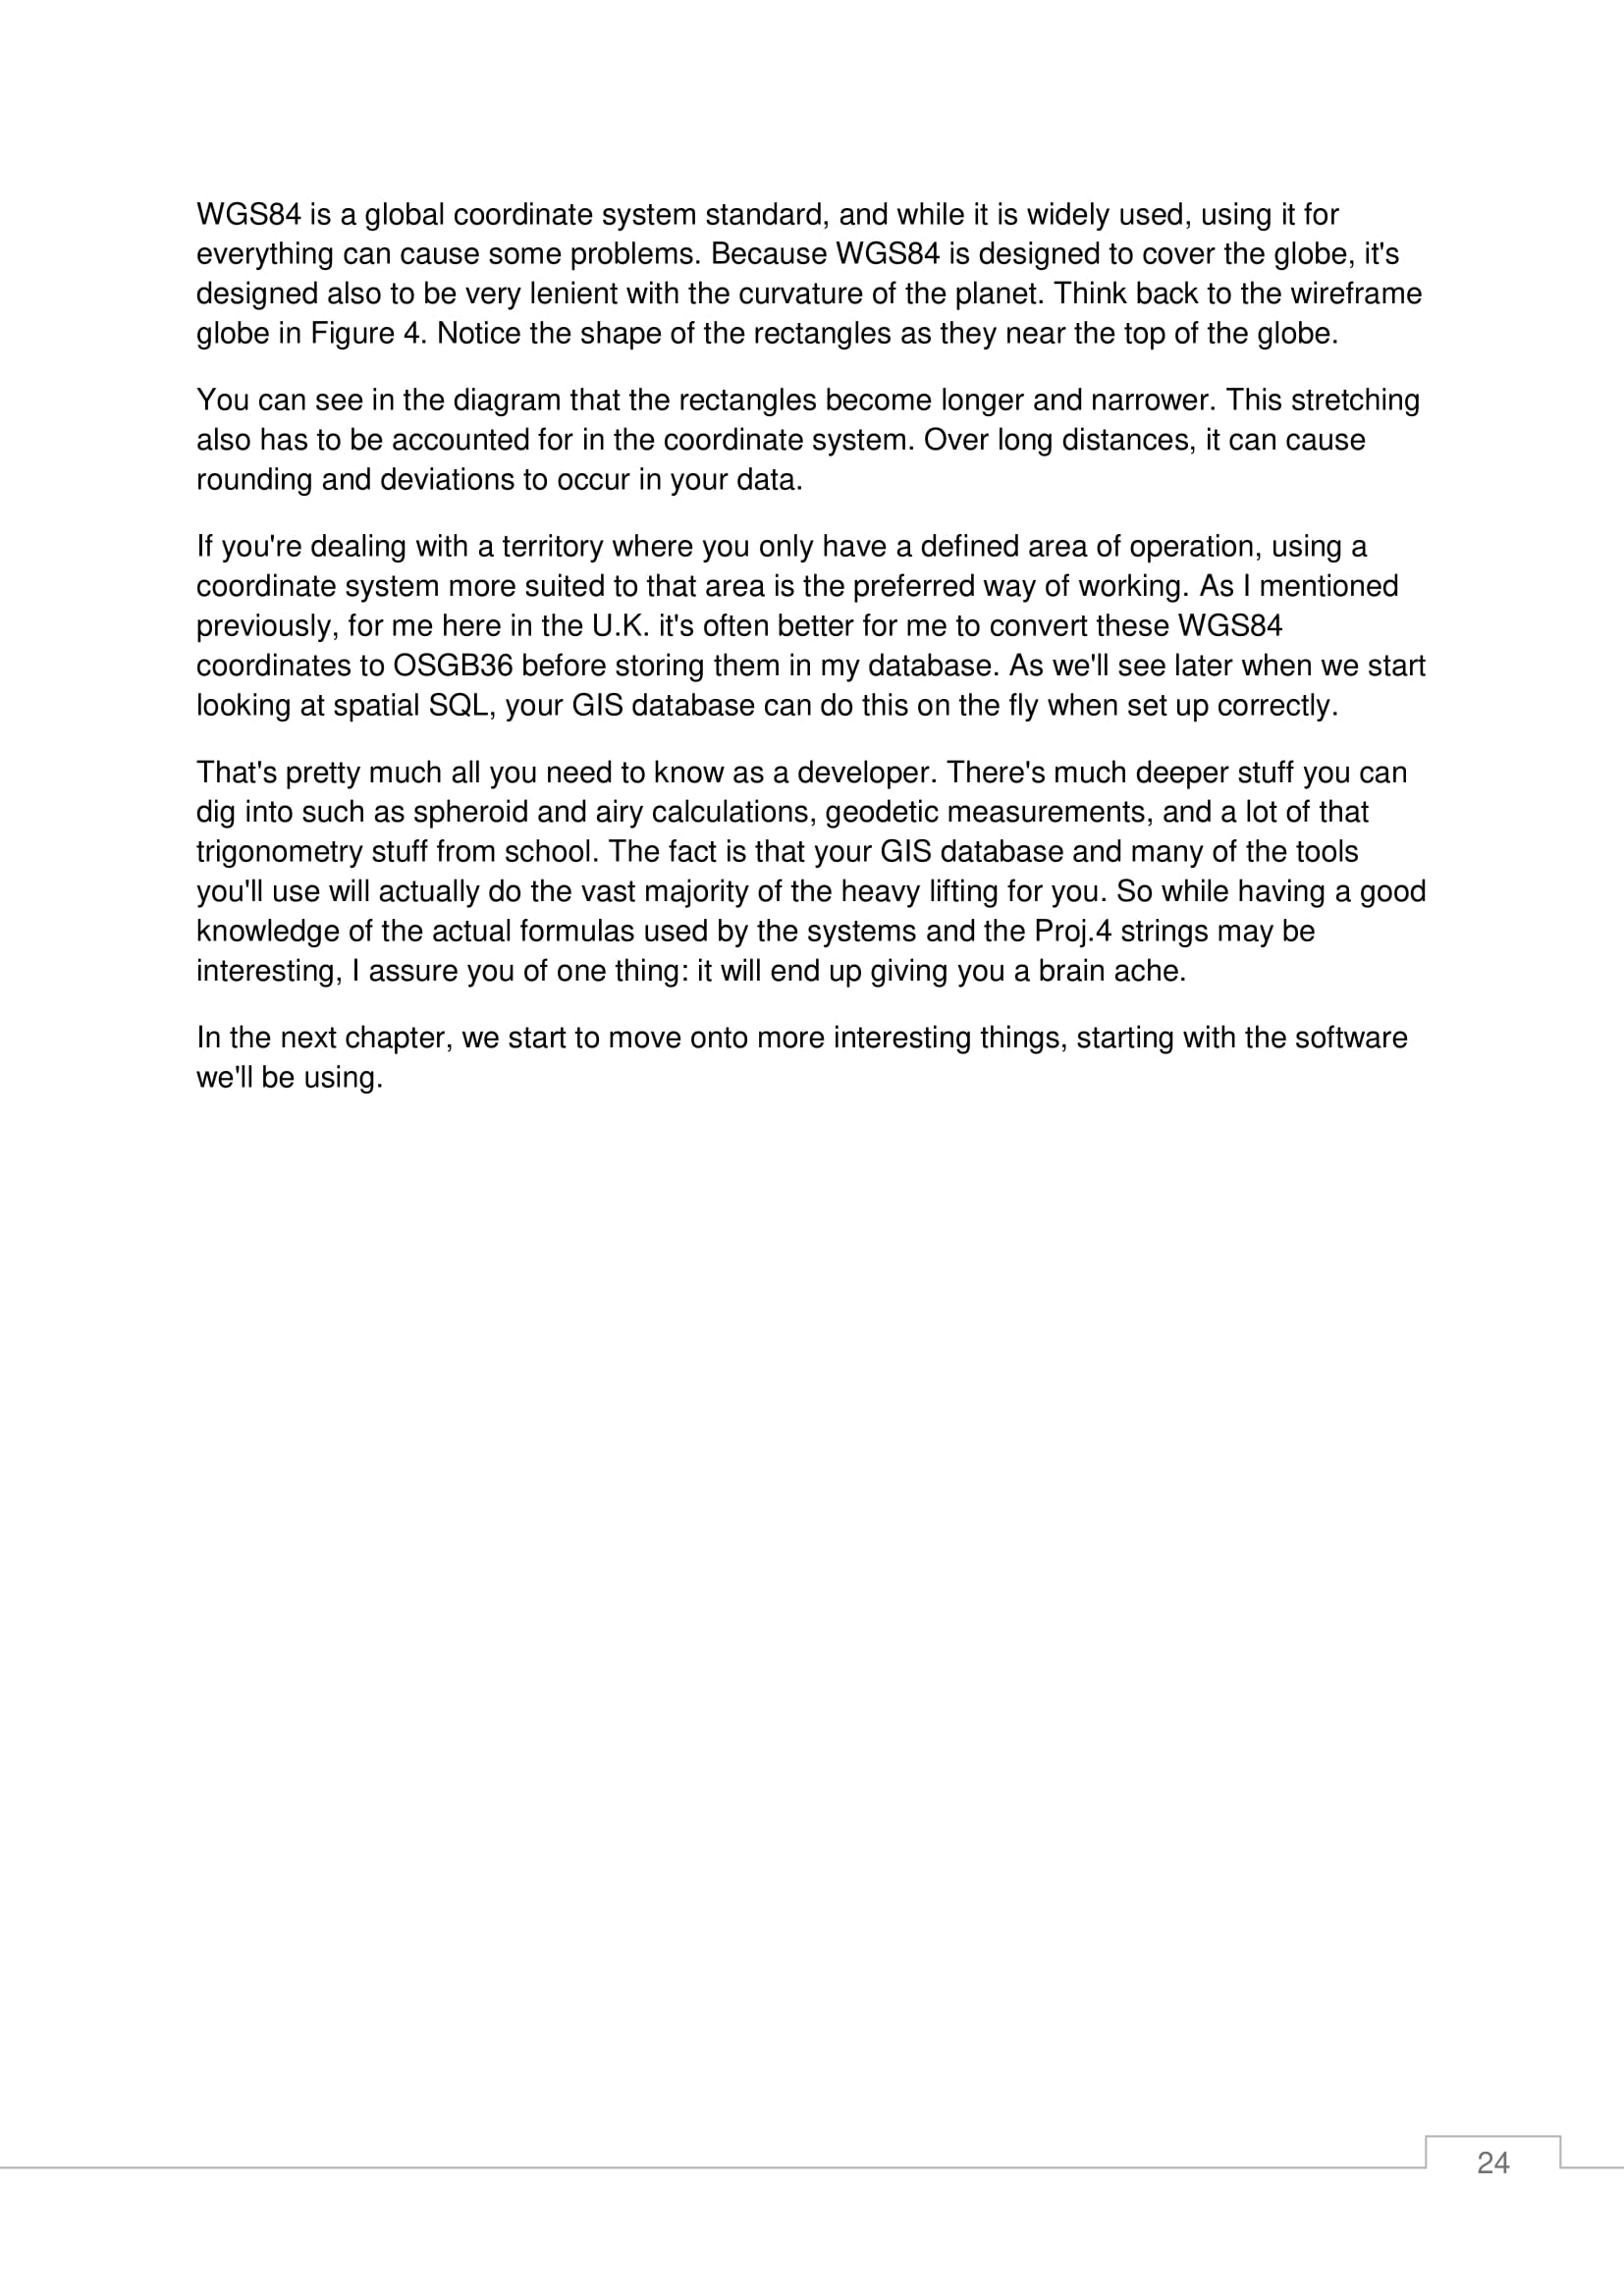 WGS84 is a global coordinate system standard, and while it is widely used, using it for
everything can cause some problems. Because WGS84 is designed to cover the globe, it's
designed also to be very lenient with the curvature of the planet. Think back to the wireframe
globe in Figure 4. Notice the shape of the rectangles as they near the top of the globe.
You can see in the diagram that the rectangles become longer and narrower. This stretching
also has to be accounted for in the coordinate system. Over long distances, it can cause
rounding and deviations to occur in your data.
If you're dealing with a territory where you only have a defined area of operation, using a
coordinate system more suited to that area is the preferred way of working. As I mentioned
previously, for me here in the U.K. it's often better for me to convert these WGS84
coordinates to OSGB36 before storing them in my database. As we'll see later when we start
looking at spatial SQL, your GIS database can do this on the fly when set up correctly.
That's pretty much all you need to know as a developer. There's much deeper stuff you can
dig into such as spheroid and airy calculations, geodetic measurements, and a lot of that
trigonometry stuff from school. The fact is that your GIS database and many of the tools
you'll use will actually do the vast majority of the heavy lifting for you. So while having a good
knowledge of the actual formulas used by the systems and the Proj.4 strings may be
interesting, I assure you of one thing: it will end up giving you a brain ache.
In the next chapter, we start to move onto more interesting things, starting with the software
we'll be using.
24